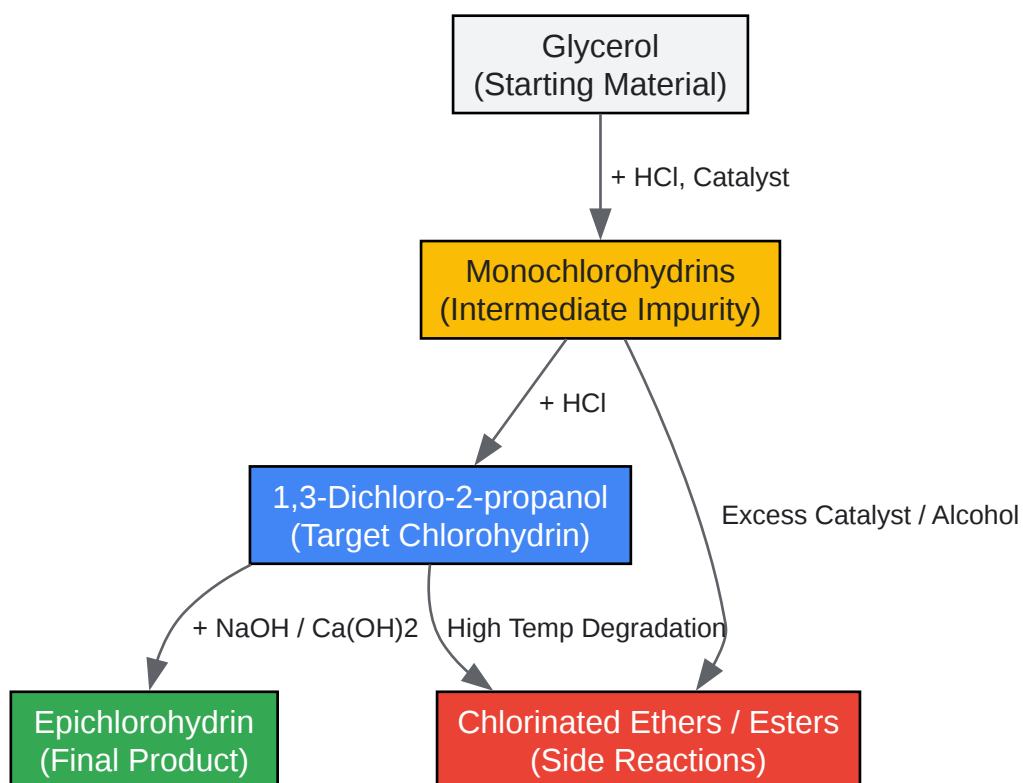 Glycerol
(Starting Material)
+ HCl, Catalyst
Monochlorohydrins
(Intermediate Impurity)
+ HCl
1,3-Dichloro-2-propanol
(Target Chlorohydrin)
Excess Catalyst / Alcohol
+ NaOH / Ca(OH)2
High Temp Degradation
Epichlorohydrin
(Final Product)
Chlorinated Ethers / Esters
(Side Reactions)